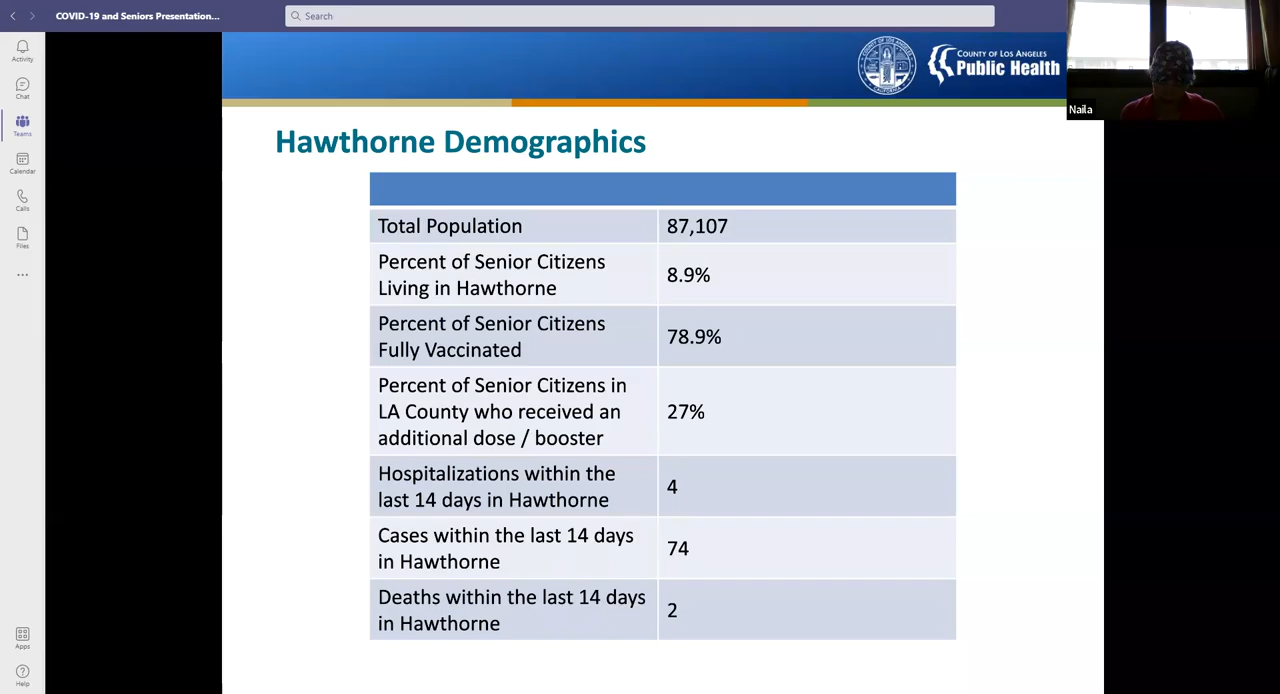 COVID-19 and Seniors Presentation...
Search
Activity
Chat
Teams
Calendar
Calls
Files
...
Apps
Help
COUNTY OF LOS ANGELES
Public Health
Naila
Hawthorne Demographics
Total Population 87,107
Percent of Senior Citizens
Living in Hawthorne
8.9%
Percent of Senior Citizens
Fully Vaccinated
78.9%
Percent of Senior Citizens in
LA County who received an
additional dose / booster
27%
Hospitalizations within the
last 14 days in Hawthorne
4
Cases within the last 14 days
in Hawthorne
74
Deaths within the last 14 days
in Hawthorne
2